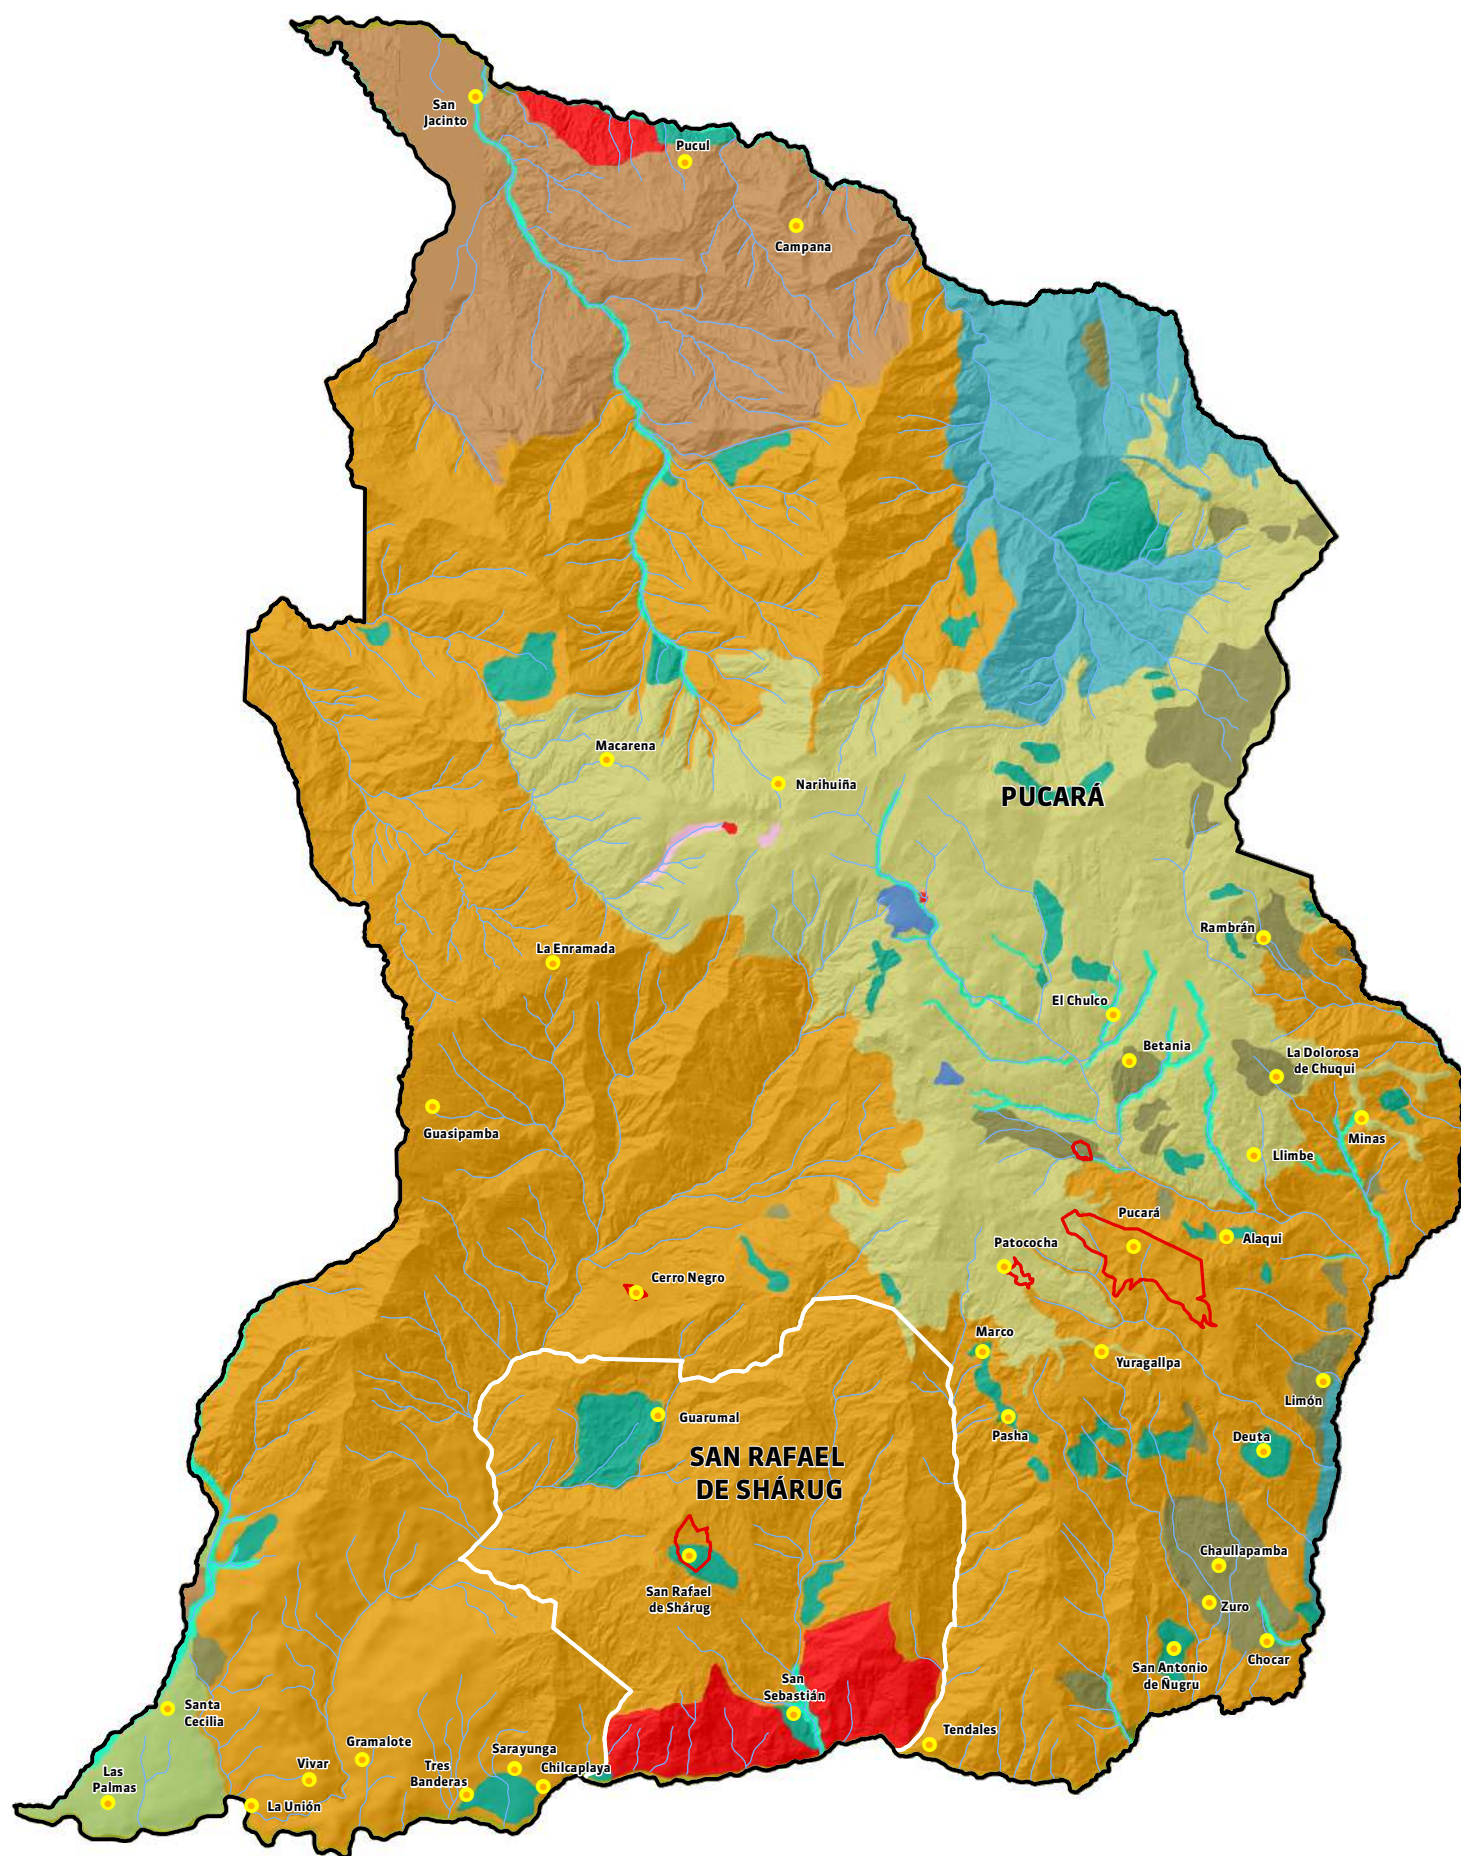 San
Jacinto
Pucul
Campana
Macarena
Narihuiña
PUCARÁ
Rambrán
La Enramada
El Chulco
Betania
La Dolorosa
de Chuqui
Guasipamba
Minas
Llimbe
Pucará
Patococha
Alaqui
Cerro Negro
Marco
Yuragallpa
Limón
Guarumal
Pasha
Deuta
SAN RAFAEL
DE SHÁRUG
Chaullapamba
San Rafael
de Shárug
Zuro
Chocar
San Antonio
de Ñugru
San
Sebastián
Santa
Cecilia
Tendales
Gramalote
Sarayunga
Vivar
Tres
Banderas
Chilcaplaya
Las
Palmas
La Unión